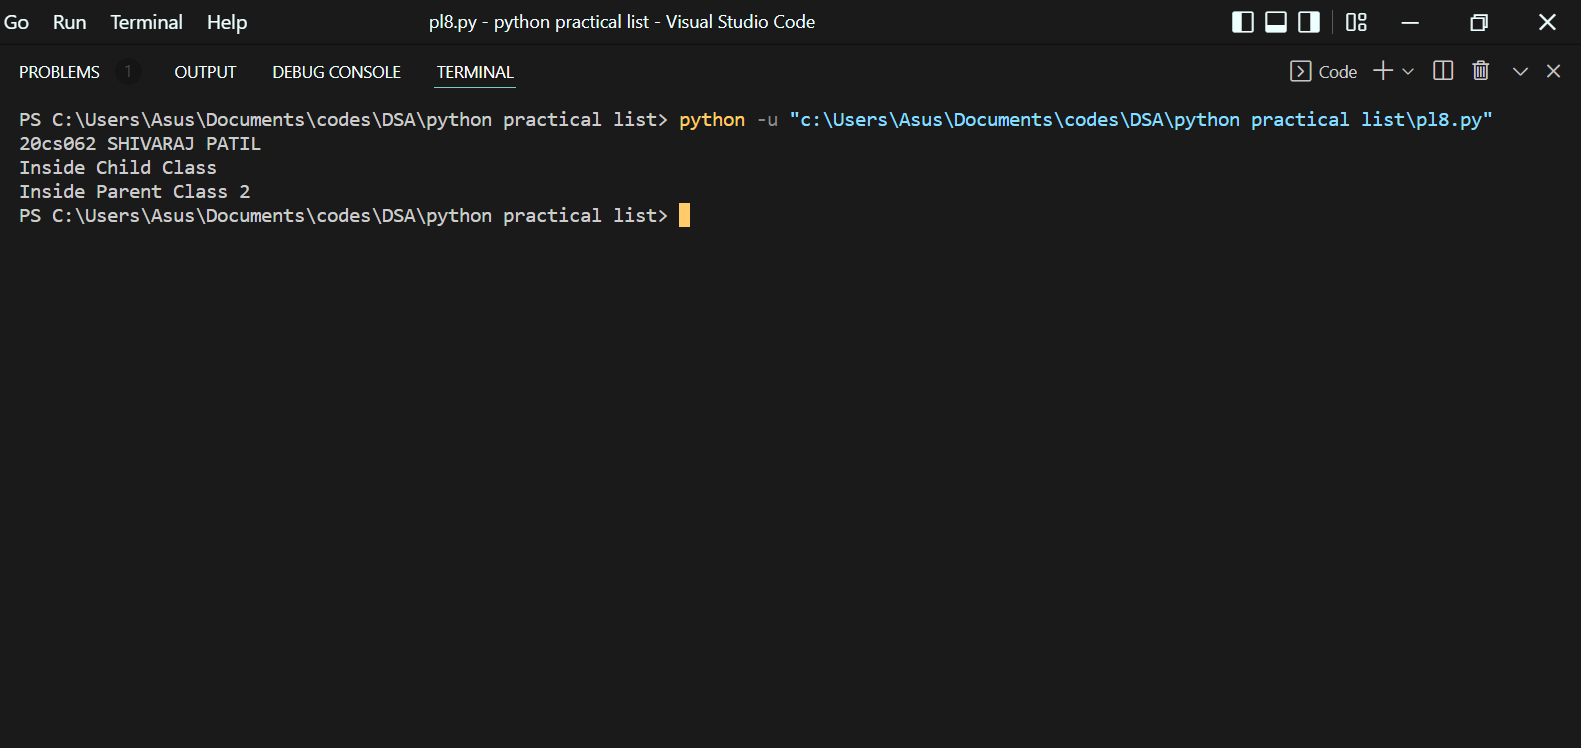 Go Run Terminal Help pl8.py - python practical list - Visual Studio Code
PROBLEMS 1 OUTPUT DEBUG CONSOLE TERMINAL Code
PS C:\Users\Asus\Documents\codes\DSA\python practical list> python -u "c:\Users\Asus\Documents\codes\DSA\python practical list\pl8.py"
20cs062 SHIVARAJ PATIL
Inside Child Class
Inside Parent Class 2
PS C:\Users\Asus\Documents\codes\DSA\python practical list>